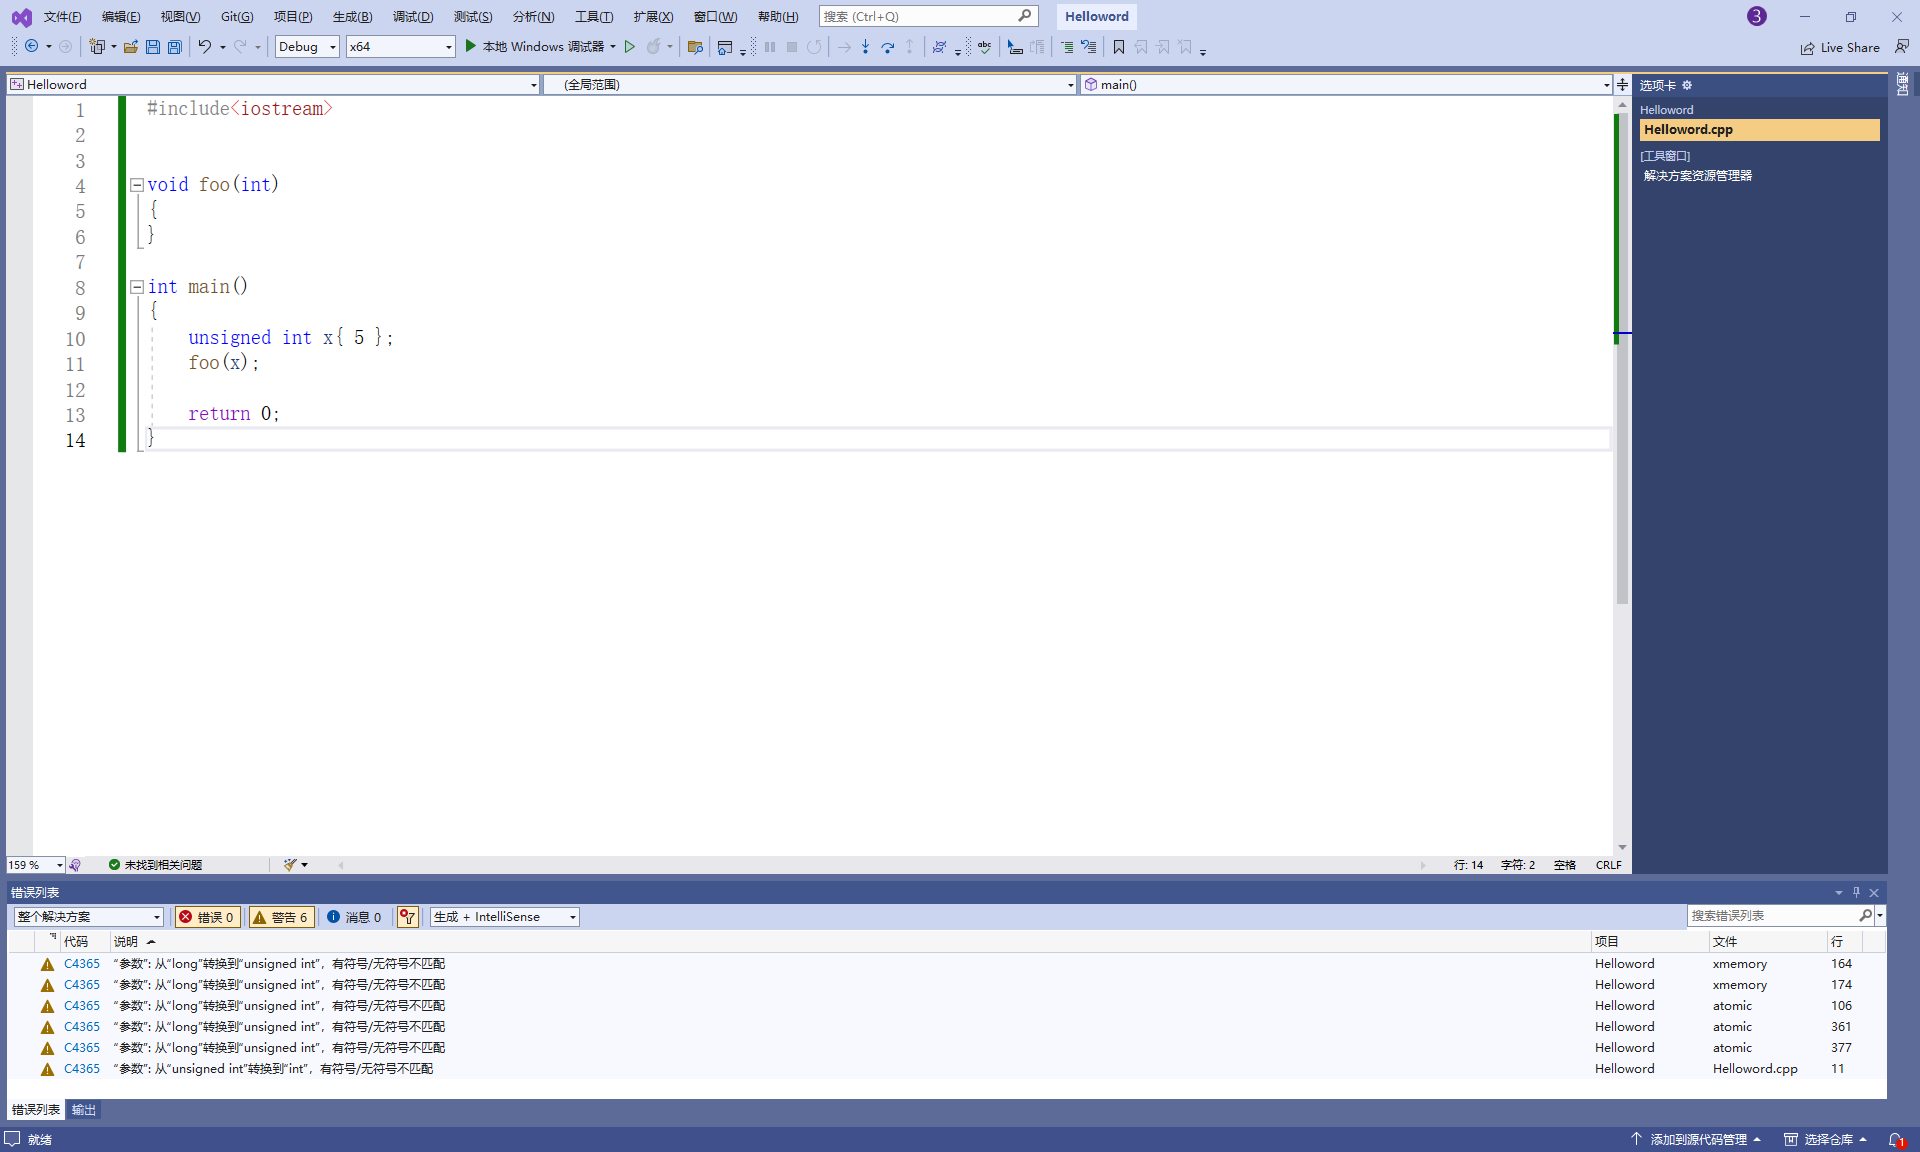 文件(F) 编辑(E) 视图(V) Git(G) 项目(P) 生成(B) 调试(D) 测试(S) 分析(N) 工具(T) 扩展(X) 窗口(W) 帮助(H) 搜索 (Ctrl+Q) Helloword 3
Debug x64 本地 Windows 调试器 abc Live Share
Helloword (全局范围) main() 选项卡 通知
1 #include<iostream>
2
3
4 void foo(int)
5 {
6 }
7
8 int main()
9 {
10 unsigned int x{ 5 };
11 foo(x);
12
13 return 0;
14 }
Helloword
Helloword.cpp
[工具窗口]
解决方案资源管理器
159 % 未找到相关问题 行: 14 字符: 2 空格 CRLF
错误列表
整个解决方案 错误 0 警告 6 消息 0 生成 + IntelliSense 搜索错误列表
代码 说明 项目 文件 行
C4365 “参数”: 从“long”转换到“unsigned int”，有符号/无符号不匹配 Helloword xmemory 164
C4365 “参数”: 从“long”转换到“unsigned int”，有符号/无符号不匹配 Helloword xmemory 174
C4365 “参数”: 从“long”转换到“unsigned int”，有符号/无符号不匹配 Helloword atomic 106
C4365 “参数”: 从“long”转换到“unsigned int”，有符号/无符号不匹配 Helloword atomic 361
C4365 “参数”: 从“long”转换到“unsigned int”，有符号/无符号不匹配 Helloword atomic 377
C4365 “参数”: 从“unsigned int”转换到“int”，有符号/无符号不匹配 Helloword Helloword.cpp 11
错误列表 输出
就绪 添加到源代码管理 选择仓库 1